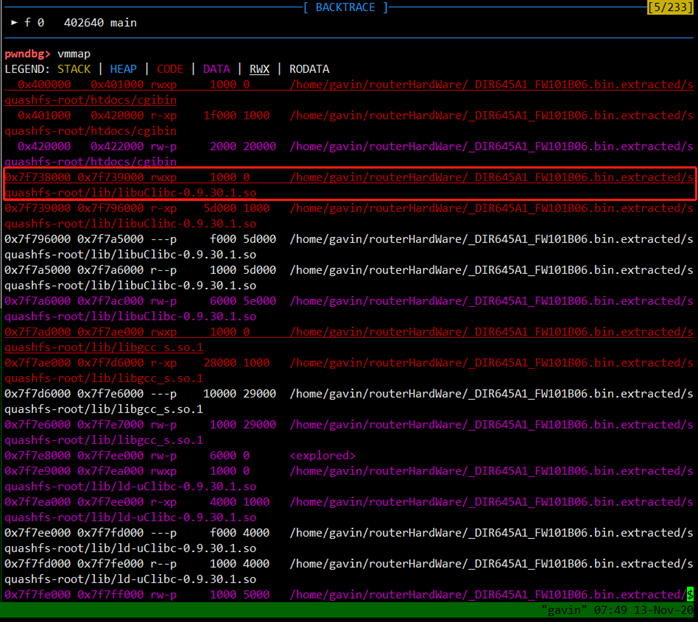 [ BACKTRACE ] [5/233]
► f 0 402640 main
pwndbg> vmmap
LEGEND: STACK | HEAP | CODE | DATA | RWX | RODATA
0x400000 0x401000 rwxp 1000 0 /home/gavin/routerHardWare/_DIR645A1_FW101B06.bin.extracted/s
quashfs-root/htdocs/cgibin
0x401000 0x420000 r-xp 1f000 1000 /home/gavin/routerHardWare/_DIR645A1_FW101B06.bin.extracted/s
quashfs-root/htdocs/cgibin
0x420000 0x422000 rw-p 2000 20000 /home/gavin/routerHardWare/_DIR645A1_FW101B06.bin.extracted/s
quashfs-root/htdocs/cgibin
0x7f738000 0x7f739000 rwxp 1000 0 /home/gavin/routerHardWare/_DIR645A1_FW101B06.bin.extracted/s
quashfs-root/lib/libuClibc-0.9.30.1.so
0x7f739000 0x7f796000 r-xp 5d000 1000 /home/gavin/routerHardWare/_DIR645A1_FW101B06.bin.extracted/s
quashfs-root/lib/libuClibc-0.9.30.1.so
0x7f796000 0x7f7a5000 ---p f000 5d000 /home/gavin/routerHardWare/_DIR645A1_FW101B06.bin.extracted/s
quashfs-root/lib/libuClibc-0.9.30.1.so
0x7f7a5000 0x7f7a6000 r--p 1000 5d000 /home/gavin/routerHardWare/_DIR645A1_FW101B06.bin.extracted/s
quashfs-root/lib/libuClibc-0.9.30.1.so
0x7f7a6000 0x7f7ac000 rw-p 6000 5e000 /home/gavin/routerHardWare/_DIR645A1_FW101B06.bin.extracted/s
quashfs-root/lib/libuClibc-0.9.30.1.so
0x7f7ad000 0x7f7ae000 rwxp 1000 0 /home/gavin/routerHardWare/_DIR645A1_FW101B06.bin.extracted/s
quashfs-root/lib/libgcc_s.so.1
0x7f7ae000 0x7f7d6000 r-xp 28000 1000 /home/gavin/routerHardWare/_DIR645A1_FW101B06.bin.extracted/s
quashfs-root/lib/libgcc_s.so.1
0x7f7d6000 0x7f7e6000 ---p 10000 29000 /home/gavin/routerHardWare/_DIR645A1_FW101B06.bin.extracted/s
quashfs-root/lib/libgcc_s.so.1
0x7f7e6000 0x7f7e7000 rw-p 1000 29000 /home/gavin/routerHardWare/_DIR645A1_FW101B06.bin.extracted/s
quashfs-root/lib/libgcc_s.so.1
0x7f7e8000 0x7f7ee000 rw-p 6000 0 <explored>
0x7f7e9000 0x7f7ea000 rwxp 1000 0 /home/gavin/routerHardWare/_DIR645A1_FW101B06.bin.extracted/s
quashfs-root/lib/ld-uClibc-0.9.30.1.so
0x7f7ea000 0x7f7ee000 r-xp 4000 1000 /home/gavin/routerHardWare/_DIR645A1_FW101B06.bin.extracted/s
quashfs-root/lib/ld-uClibc-0.9.30.1.so
0x7f7ee000 0x7f7fd000 ---p f000 4000 /home/gavin/routerHardWare/_DIR645A1_FW101B06.bin.extracted/s
quashfs-root/lib/ld-uClibc-0.9.30.1.so
0x7f7fd000 0x7f7fe000 r--p 1000 4000 /home/gavin/routerHardWare/_DIR645A1_FW101B06.bin.extracted/s
quashfs-root/lib/ld-uClibc-0.9.30.1.so
0x7f7fe000 0x7f7ff000 rw-p 1000 5000 /home/gavin/routerHardWare/_DIR645A1_FW101B06.bin.extracted/s
"gavin" 07:49 13-Nov-20